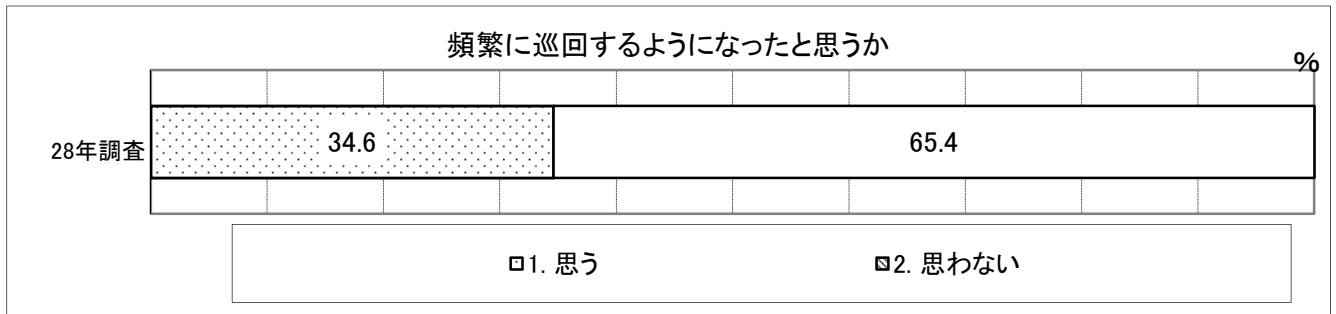 頻繁に巡回するようになったと思うか
%
28年調査
34.6
65.4
1. 思う
2. 思わない